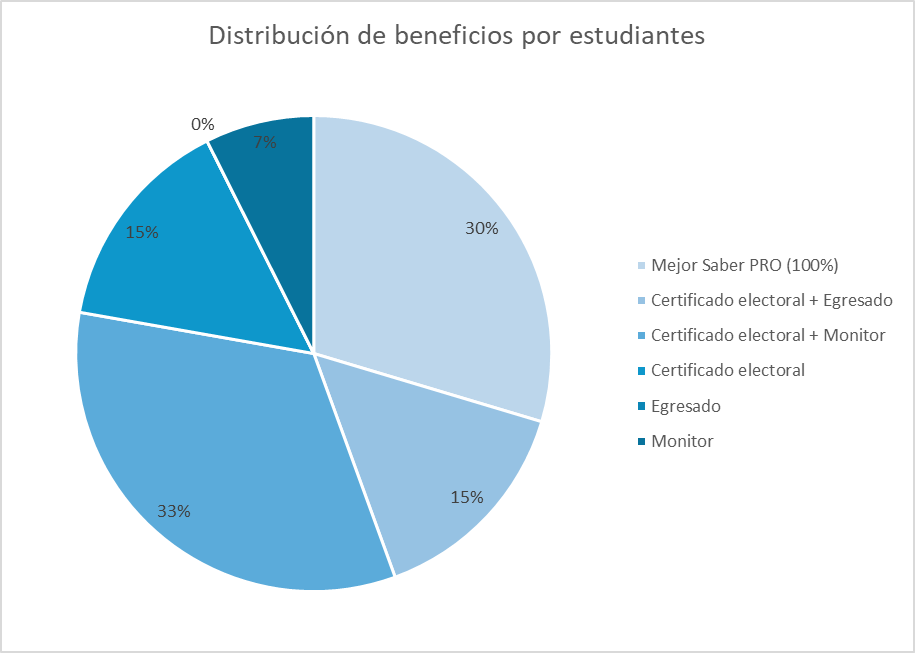 Distribución de beneficios por estudiantes
0%
7%
30%
15%
15%
33%
Mejor Saber PRO (100%)
Certificado electoral + Egresado
Certificado electoral + Monitor
Certificado electoral
Egresado
Monitor